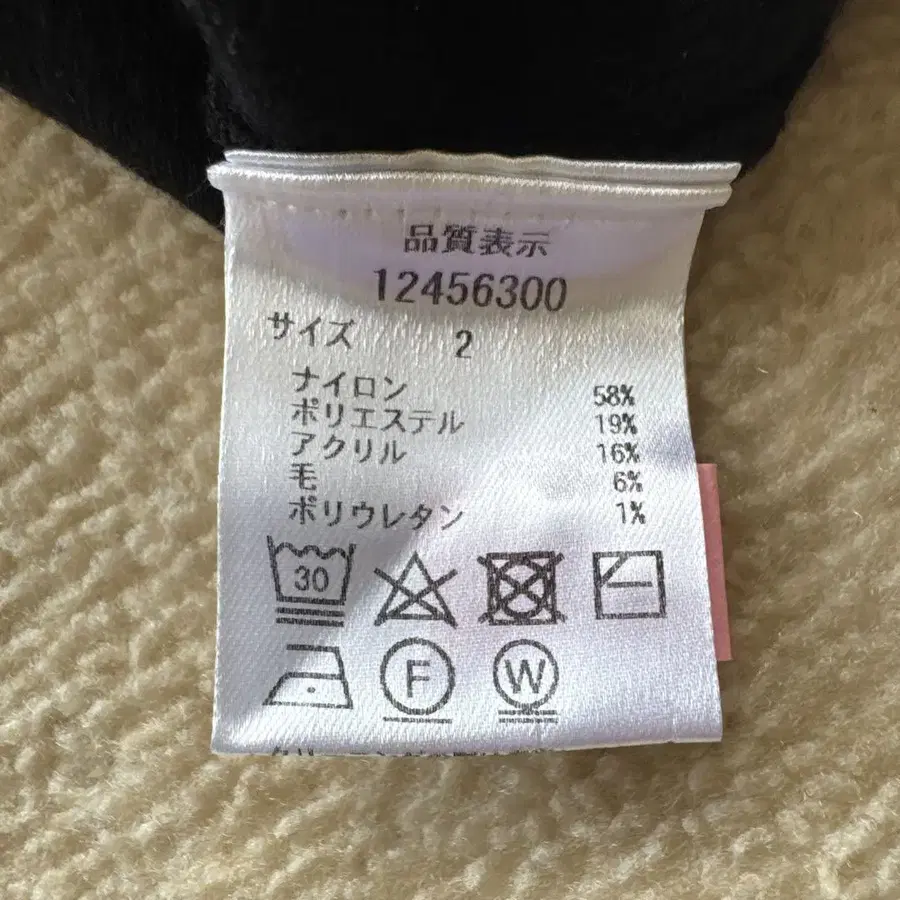 品質表示
12456300
サイズ 2
ナイロン 58%
ポリエステル 19%
アクリル 16%
毛 6%
ポリウレタン 1%
30
F W